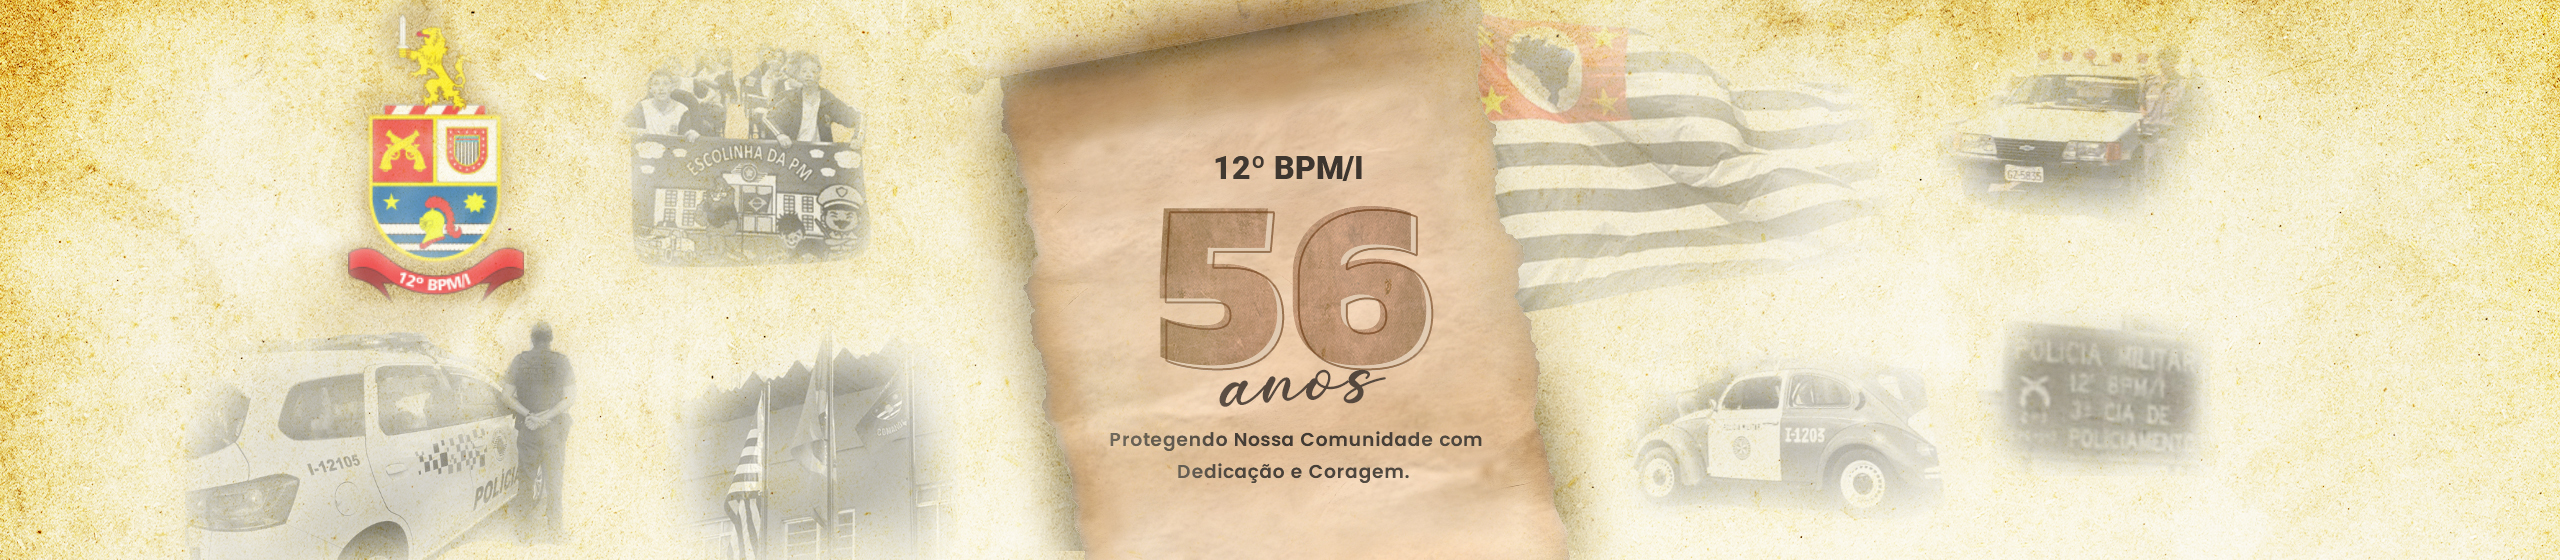 12º BPM/I
ESCOLINHA DA PM
I-12105
POLÍCIA
12º BPM/I
56
anos
Protegendo Nossa Comunidade com
Dedicação e Coragem.
I-1203
POLICIA MILITAR
12º BPM/I
3ª CIA DE
POLICIAMENTO